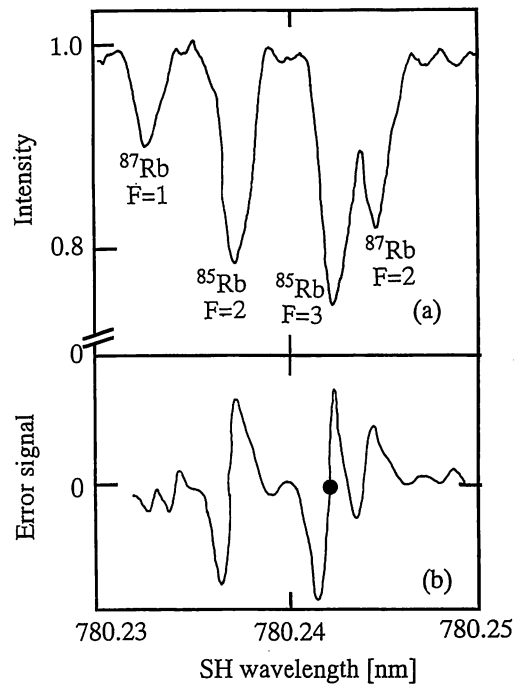 1.0
Intensity
87Rb
F=1
0.8
85Rb
F=2
85Rb
F=3
87Rb
F=2
(a)
0
Error signal
0
(b)
780.23
780.24
780.25
SH wavelength [nm]